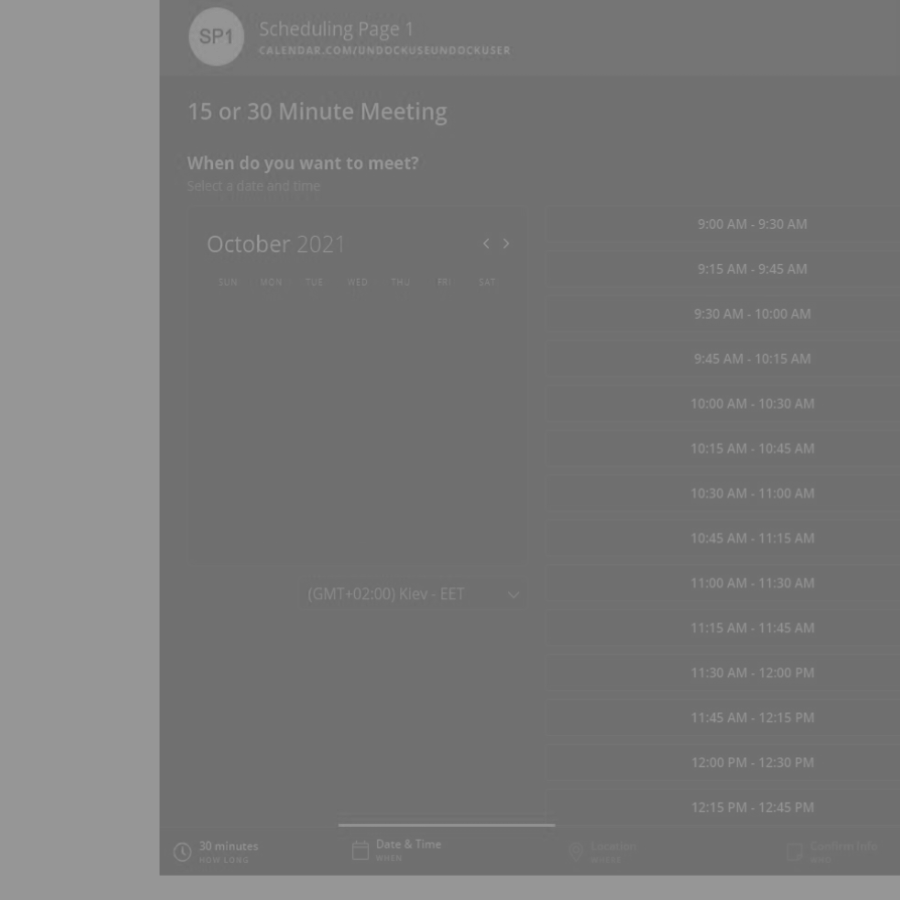 SP1
Scheduling Page 1
CALENDAR.COM/UNDOCKUSEUNDOCKUSER
15 or 30 Minute Meeting
When do you want to meet?
Select a date and time
October 2021
SUN MON TUE WED THU FRI SAT
(GMT+02:00) Kiev - EET
9:00 AM - 9:30 AM
9:15 AM - 9:45 AM
9:30 AM - 10:00 AM
9:45 AM - 10:15 AM
10:00 AM - 10:30 AM
10:15 AM - 10:45 AM
10:30 AM - 11:00 AM
10:45 AM - 11:15 AM
11:00 AM - 11:30 AM
11:15 AM - 11:45 AM
11:30 AM - 12:00 PM
11:45 AM - 12:15 PM
12:00 PM - 12:30 PM
12:15 PM - 12:45 PM
30 minutes
HOW LONG
Date & Time
WHEN
Location
WHERE
Confirm Info